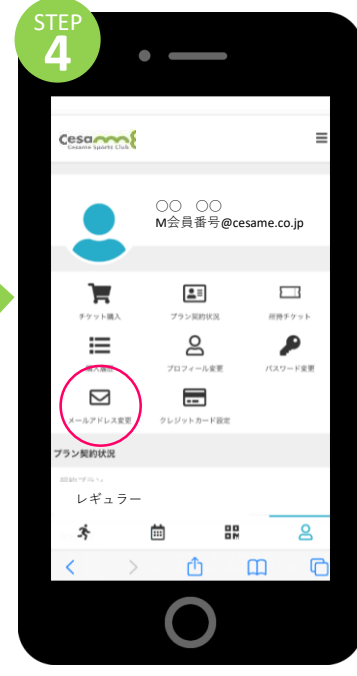 STEP
4
Cesame
Cesame Sports Club
○○ ○○
M会員番号@cesame.co.jp
チケット購入
プラン契約状況
所持チケット
購入履歴
プロフィール変更
パスワード変更
メールアドレス変更
クレジットカード設定
プラン契約状況
レギュラー